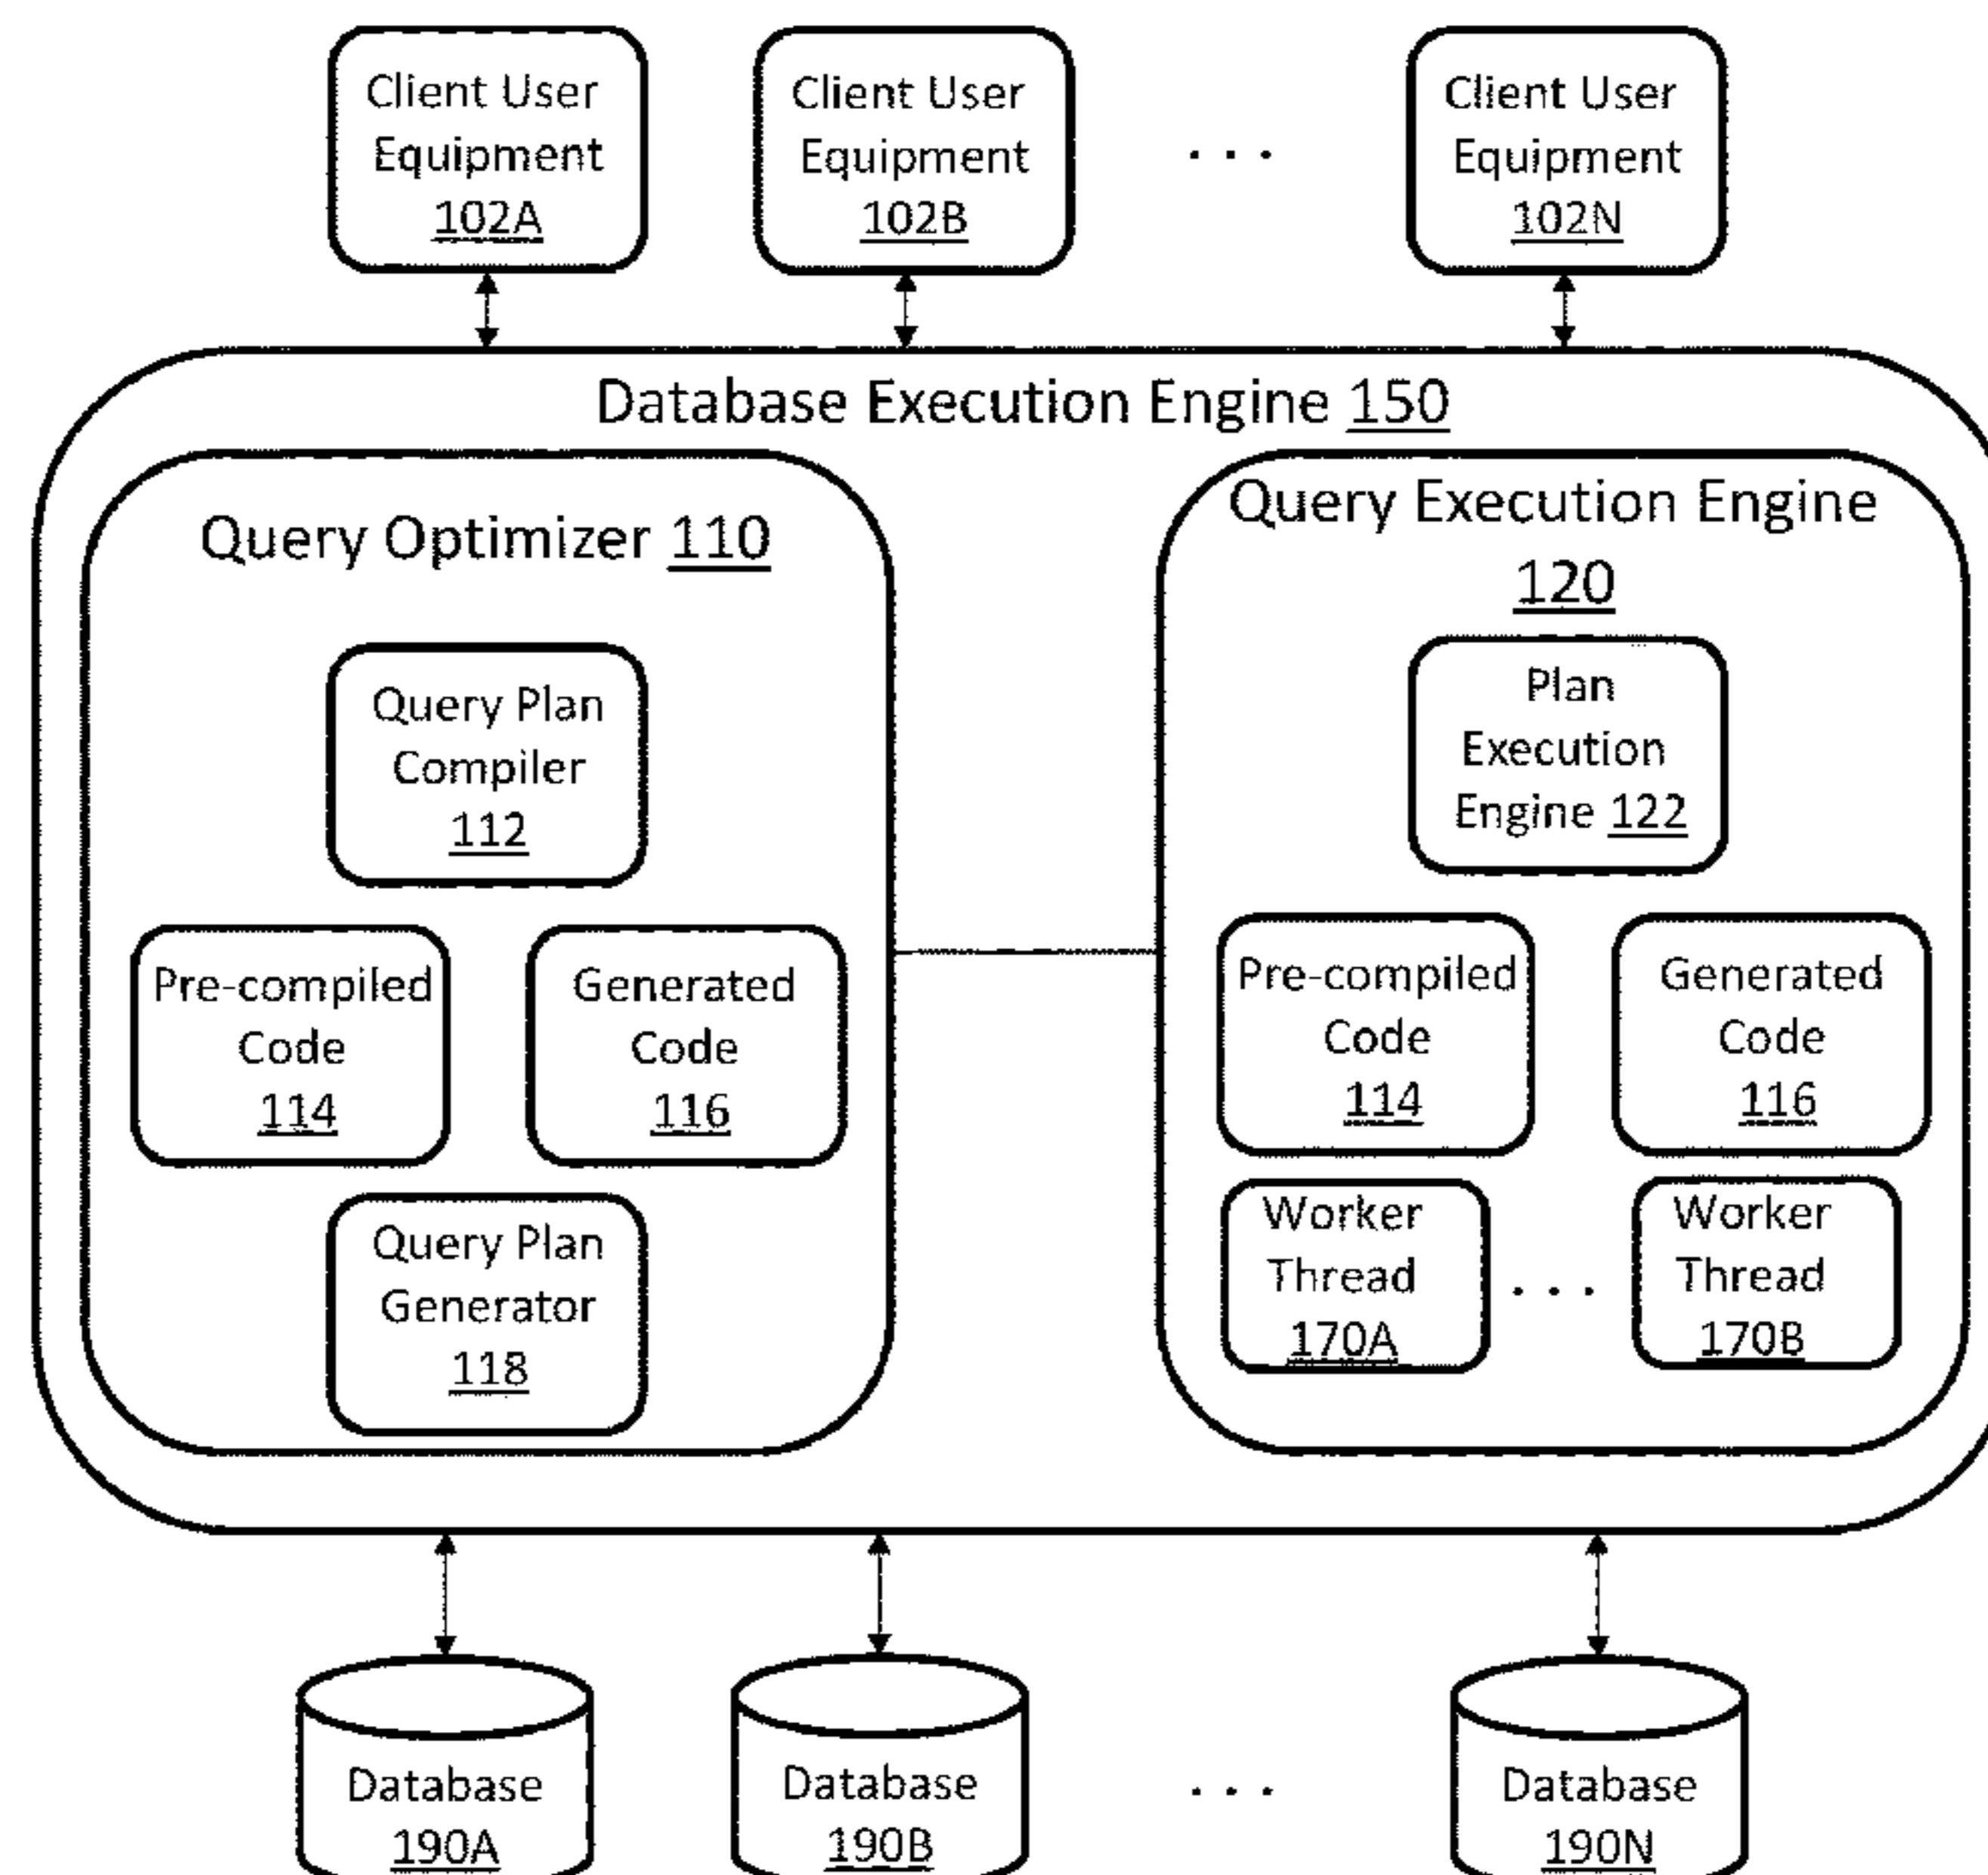 Client User
Equipment
102A
Client User
Equipment
102B
. . .
Client User
Equipment
102N
Database Execution Engine 150
Query Optimizer 110
Query Plan
Compiler
112
Pre-compiled
Code
114
Generated
Code
116
Query Plan
Generator
118
Query Execution Engine
120
Plan
Execution
Engine 122
Pre-compiled
Code
114
Generated
Code
116
Worker
Thread
170A
. . .
Worker
Thread
170B
Database
190A
Database
190B
. . .
Database
190N